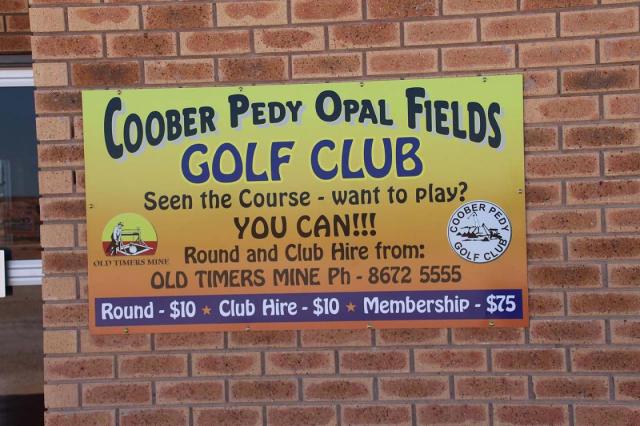 COOBER PEDY OPAL FIELDS
GOLF CLUB
Seen the Course - want to play?
YOU CAN!!!
Round and Club Hire from:
OLD TIMERS MINE Ph - 8672 5555
Round - $10 ★ Club Hire - $10 ★ Membership - $75
OLD TIMERS MINE
COOBER PEDY
GOLF CLUB